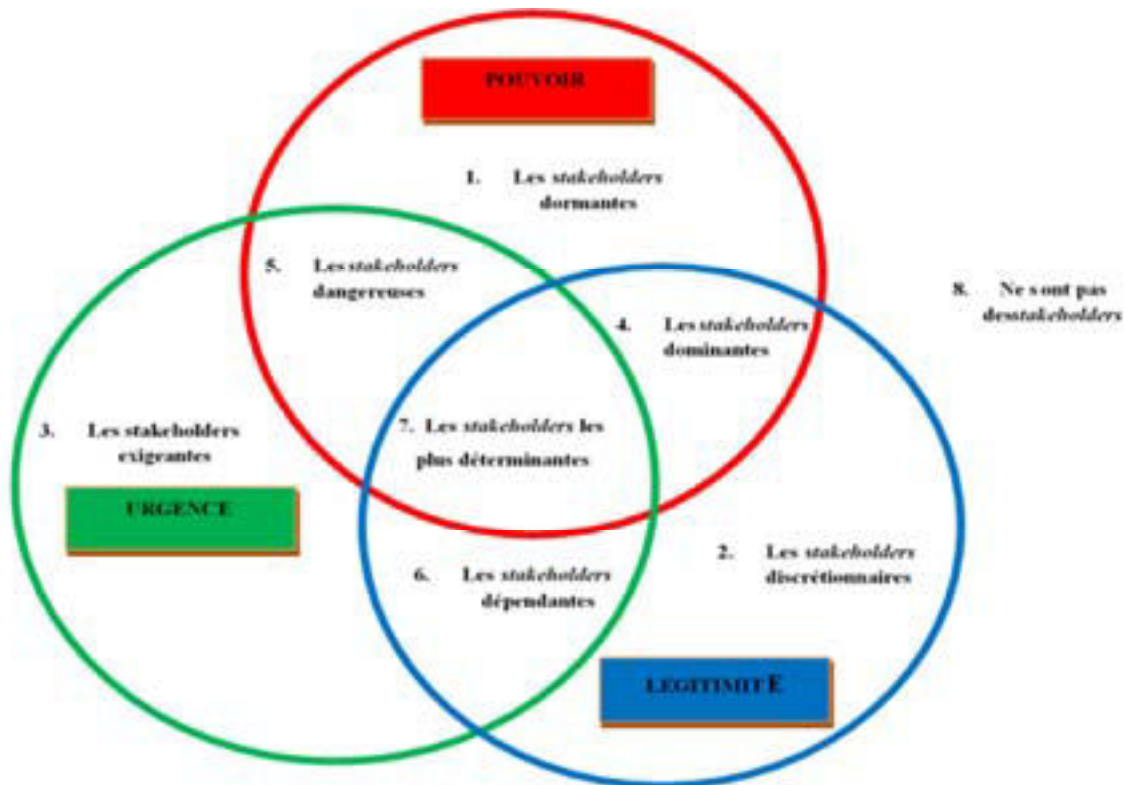 POUVOIR
1. Les stakeholders
dormantes
5. Les stakeholders
dangereuses
8. Ne sont pas
desstakeholders
4. Les stakeholders
dominantes
3. Les stakeholders
exigeantes
7. Les stakeholders les
plus déterminantes
URGENCE
2. Les stakeholders
discrétionnaires
6. Les stakeholders
dépendantes
LEGITIMITE